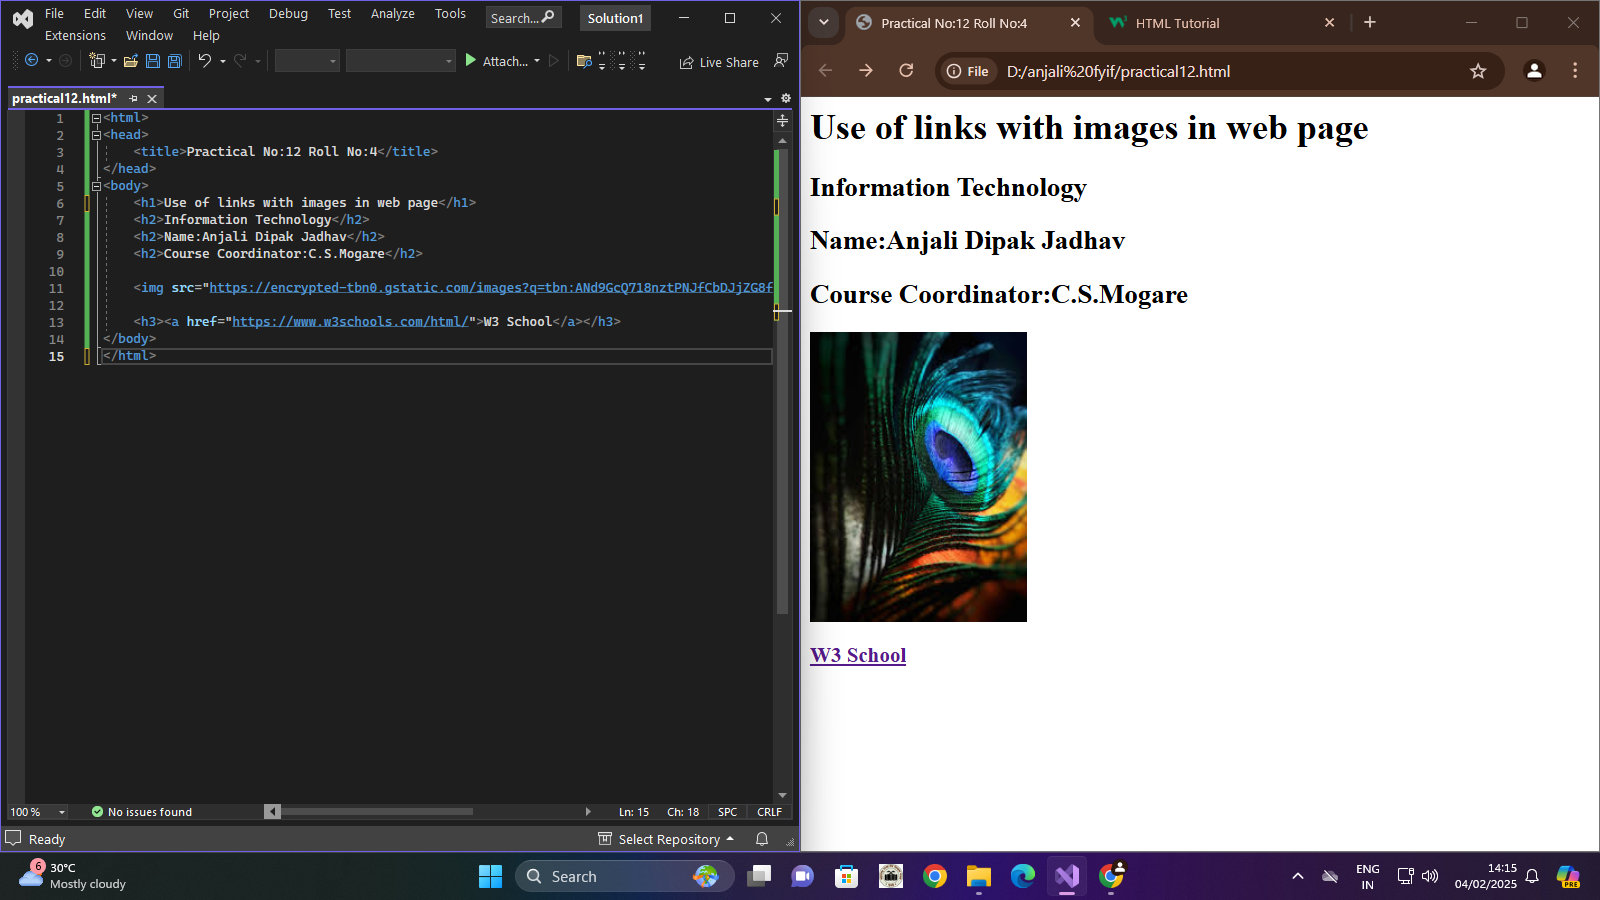 File Edit View Git Project Debug Test Analyze Tools Search... Solution1
Extensions Window Help
Attach... Live Share
practical12.html*
1 <html>
2 <head>
3 <title>Practical No:12 Roll No:4</title>
4 </head>
5 <body>
6 <h1>Use of links with images in web page</h1>
7 <h2>Information Technology</h2>
8 <h2>Name:Anjali Dipak Jadhav</h2>
9 <h2>Course Coordinator:C.S.Mogare</h2>
10
11 <img src="https://encrypted-tbn0.gstatic.com/images?q=tbn:ANd9GcQ718nztPNJfCbDJjZG8f
12
13 <h3><a href="https://www.w3schools.com/html/">W3 School</a></h3>
14 </body>
15 </html>
100 % No issues found Ln: 15 Ch: 18 SPC CRLF
Ready Select Repository
Practical No:12 Roll No:4 HTML Tutorial
File D:/anjali%20fyif/practical12.html
Use of links with images in web page
Information Technology
Name:Anjali Dipak Jadhav
Course Coordinator:C.S.Mogare
W3 School
6 30°C
Mostly cloudy
Search
ENG
IN
14:15
04/02/2025
PRE